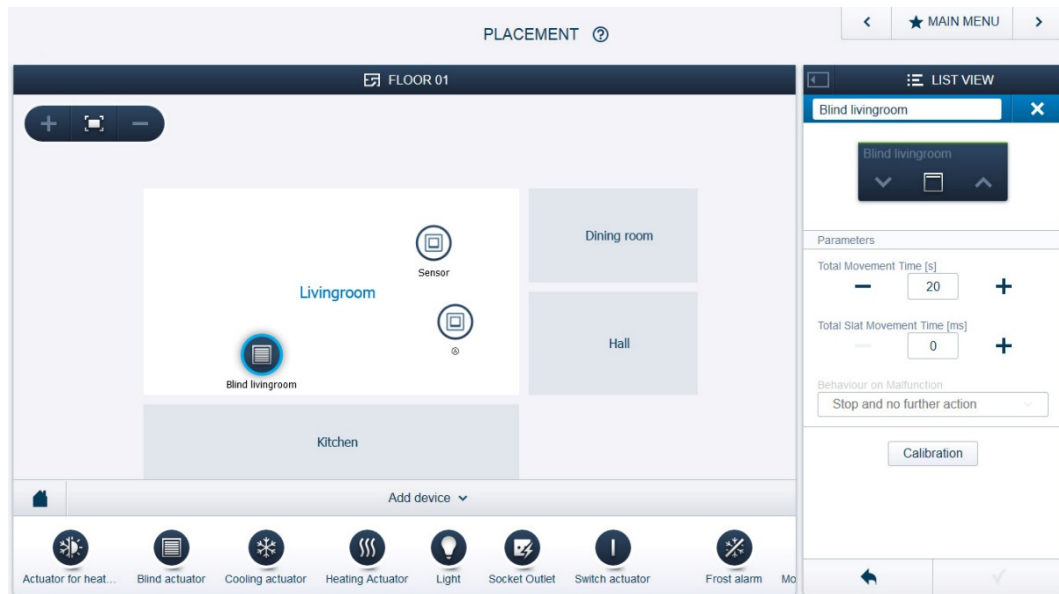 PLACEMENT
MAIN MENU
FLOOR 01
LIST VIEW
Blind livingroom
Blind livingroom
Parameters
Total Movement Time [s]
20
Total Slat Movement Time [ms]
0
Behaviour on Malfunction
Stop and no further action
Calibration
Dining room
Sensor
Livingroom
Hall
Blind livingroom
Kitchen
Add device
Actuator for heat...
Blind actuator
Cooling actuator
Heating Actuator
Light
Socket Outlet
Switch actuator
Frost alarm
Mo